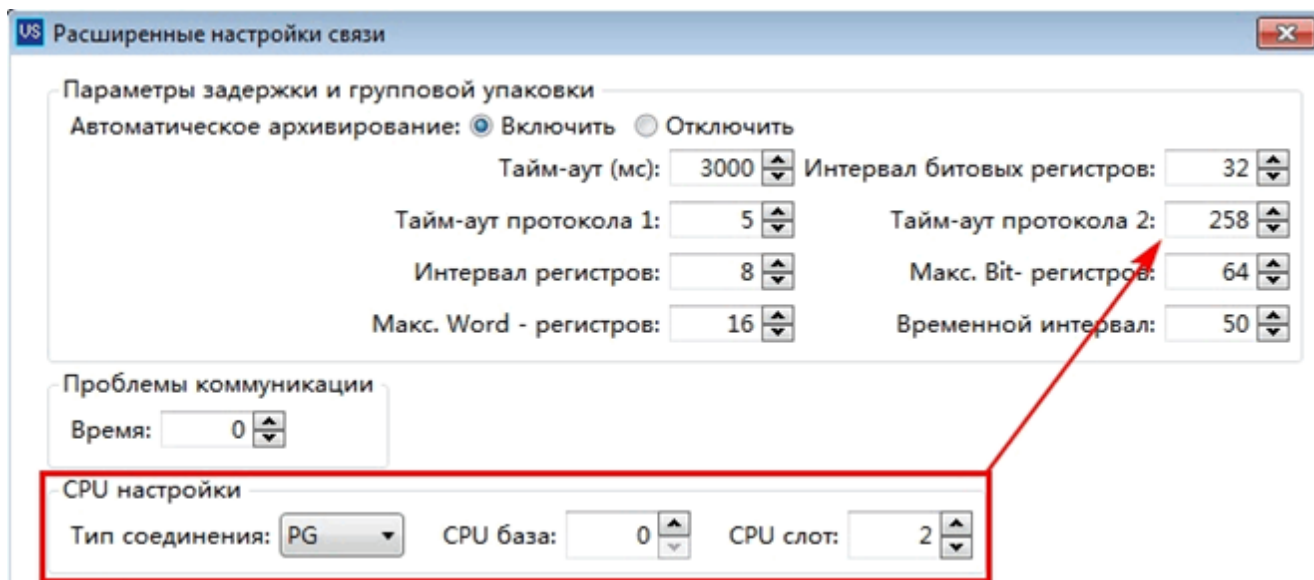 US Расширенные настройки связи
Параметры задержки и групповой упаковки
Автоматическое архивирование: Включить Отключить
Тайм-аут (мс): 3000 Интервал битовых регистров: 32
Тайм-аут протокола 1: 5 Тайм-аут протокола 2: 258
Интервал регистров: 8 Макс. Bit- регистров: 64
Макс. Word - регистров: 16 Временной интервал: 50
Проблемы коммуникации
Время: 0
CPU настройки
Тип соединения: PG CPU база: 0 CPU слот: 2